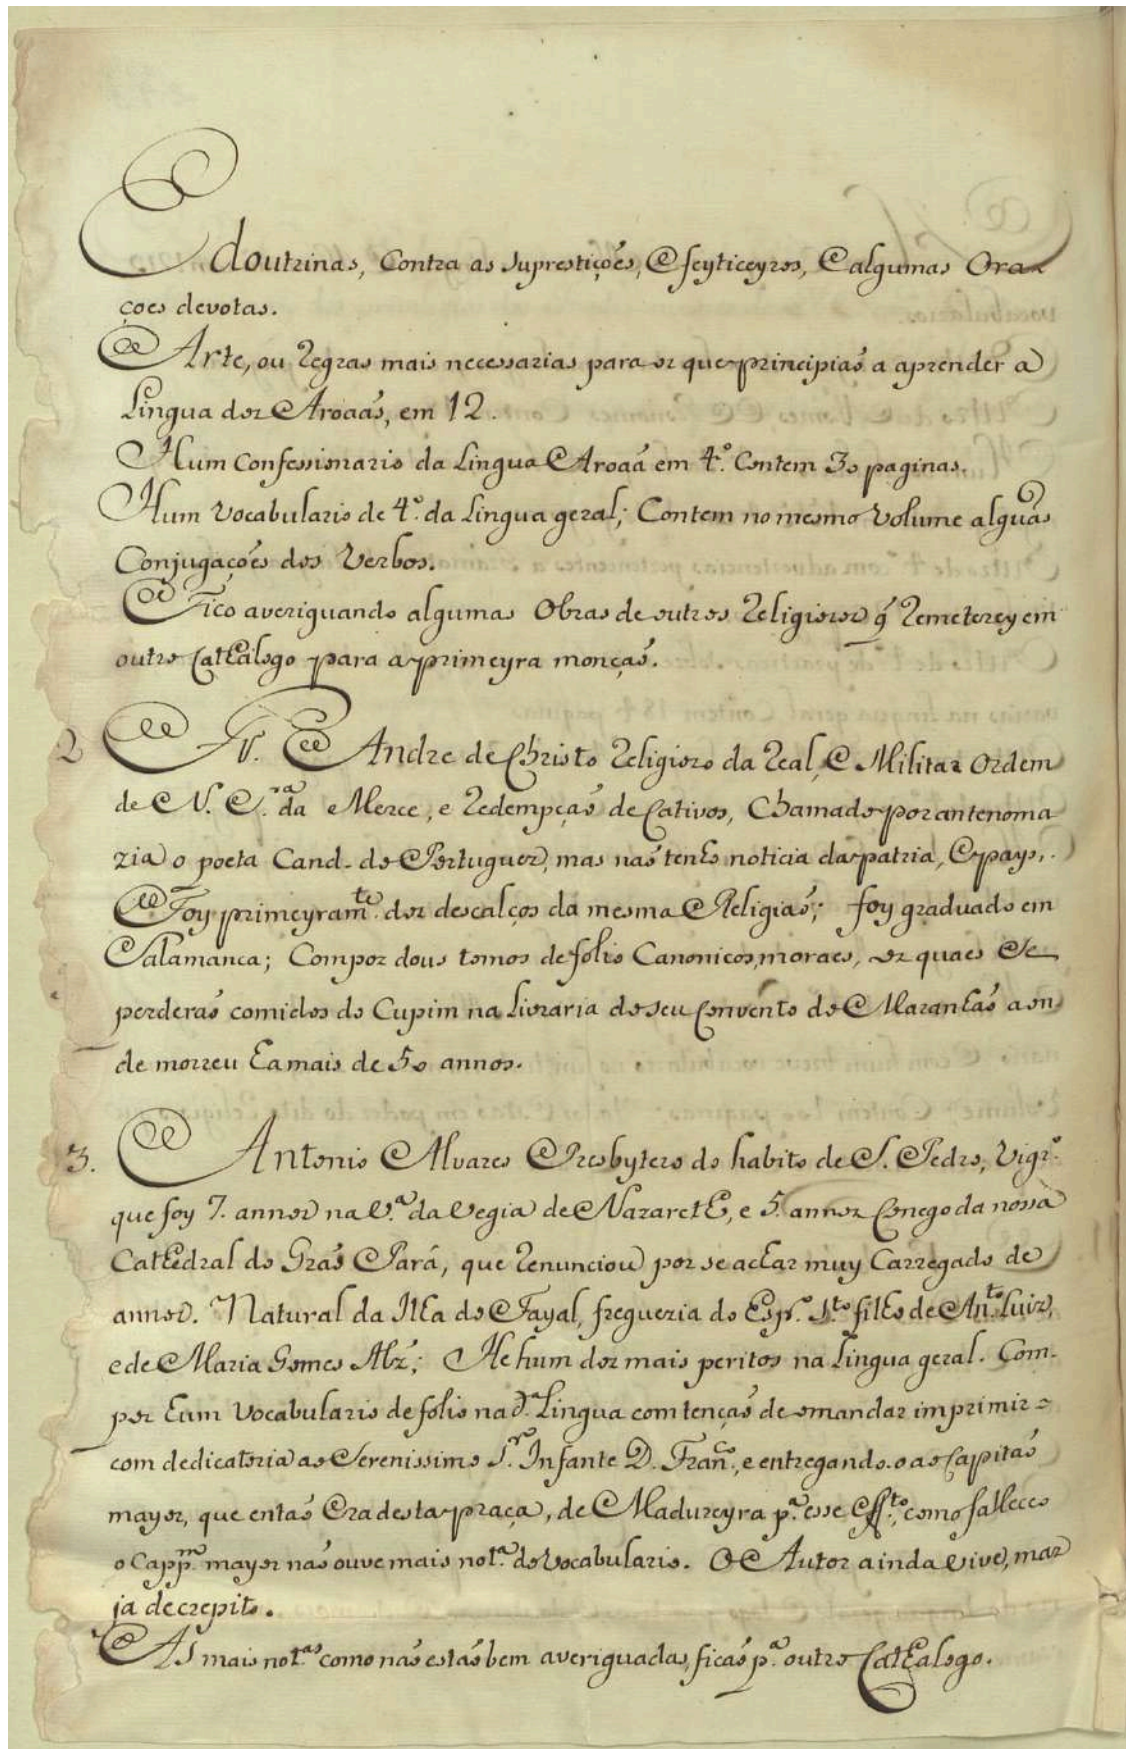 Doutrinas, Contra as suprestições, e feyticeyros, e algumas Ora-
ções devotas.
Arte, ou regras mais necessarias para os que principiaõ a aprender a
Lingua dos Aroaãs, em 12.
Hum Confessionario da Lingua Aroaã em 4.º Contem 30 paginas.
Hum Vocabulario de 4.º da Lingua geral; Contem no mesmo Volume alguãs
Conjugações dos Verbos.
Fico averiguando algumas Obras de outros Religiosos q̃ remeterey em
outro Cathalogo para a primeyra monçaõ.
2 Fr. Andre de Christo Religioso da Real, e Militar Ordem
de N. S.ra da Merce, e Redempçaõ de Cativos, Chamado por antenoma
zia o poeta Cand. do Portuguez, mas naõ tenho noticia da patria, e pays,.
Foy primeyram.te dos descalços da mesma Religiaõ; foy graduado em
Salamanca; Compoz dous tomos de folio Canonicos, moraes, os quaes se
perderaõ comidos do Cupim na Livraria do seu Convento do Maranhaõ aon
de morreu ha mais de 50 annos.
3. Antonio Alvares Presbytero do habito de S. Pedro, Vigr.º
que foy 7. annos na V.ª da Vegia de Nazareth, e 5. annos Conego da nossa
Cathedral do Graõ Pará, que renunciou por se achar muy Carregado de
annos. Natural da Ilha do Fayal, freguezia do Esp.º S.to filho de An.to Luiz,
e de Maria Gomes Alvz; He hum dos mais peritos na Lingua geral. Com-
poz hum Vocabulario de folio na d.ª Lingua com tençaõ de o mandar imprimir =
com dedicatoria ao Serenissimo S.r Infante D. Fran.co, e entregando-o ao Capitaõ
mayor, que entaõ era desta praça, de Madureyra p.ª esse eff.to, como falleceo
o Capp.m mayor naõ ouve mais not.ª do Vocabulario. O Autor ainda vive, mas
ja decrepito.
As mais not.as como naõ estaõ bem averiguadas, ficaõ p.ª outro Cathalogo.